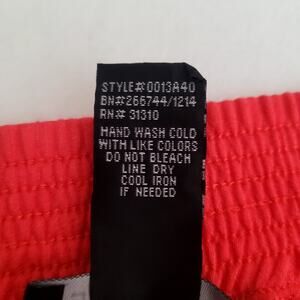 STYLE# 0013A40
BN# 266744/1214
RN# 31310
HAND WASH COLD
WITH LIKE COLORS
DO NOT BLEACH
LINE DRY
COOL IRON
IF NEEDED